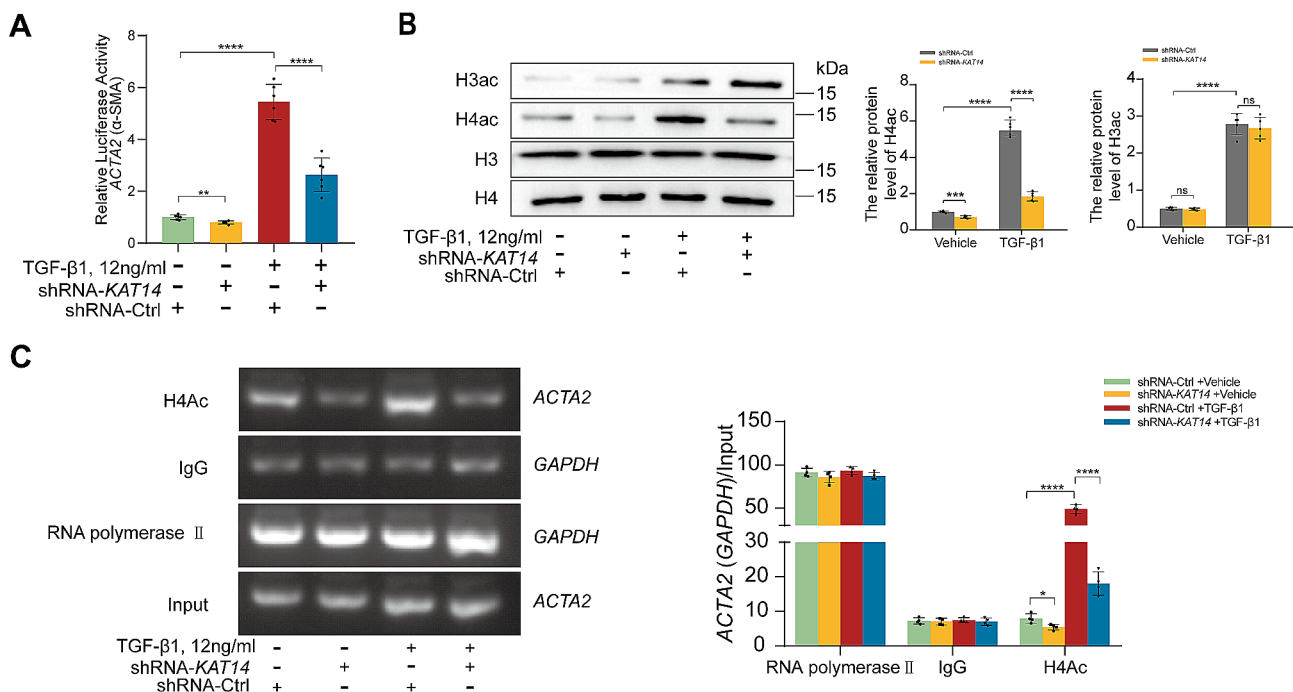 A
Relative Luciferase Activity
ACTA2 (α-SMA)
8
6
4
2
0
****
****
**
TGF-β1, 12ng/ml - - + +
shRNA-KAT14 - + - +
shRNA-Ctrl + - + -
B
kDa
H3ac
15
H4ac
15
H3
15
H4
15
TGF-β1, 12ng/ml - - + +
shRNA-KAT14 - + - +
shRNA-Ctrl + - + -
shRNA-Ctrl
shRNA-KAT14
The relative protein
level of H4ac
8
6
4
2
0
****
****
***
Vehicle TGF-β1
shRNA-Ctrl
shRNA-KAT14
The relative protein
level of H3ac
4
3
2
1
0
****
ns
ns
Vehicle TGF-β1
C
H4Ac ACTA2
IgG GAPDH
RNA polymerase Ⅱ GAPDH
Input ACTA2
TGF-β1, 12ng/ml - - + +
shRNA-KAT14 - + - +
shRNA-Ctrl + - + -
shRNA-Ctrl +Vehicle
shRNA-KAT14 +Vehicle
shRNA-Ctrl +TGF-β1
shRNA-KAT14 +TGF-β1
ACTA2 (GAPDH)/Input
150
100
50
30
20
10
0
****
****
*
RNA polymerase Ⅱ IgG H4Ac